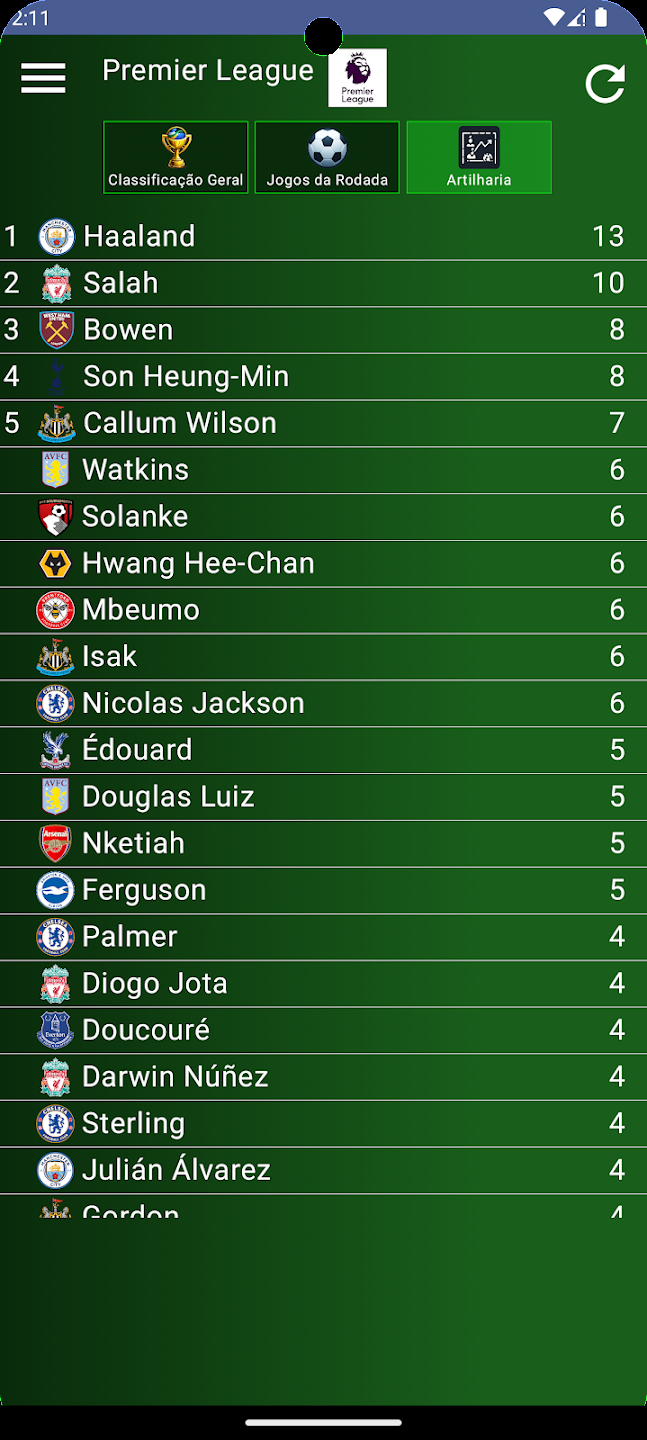 2:11
Premier League
Premier
League
Classificação Geral
Jogos da Rodada
Artilharia
1 Haaland 13
2 Salah 10
3 Bowen 8
4 Son Heung-Min 8
5 Callum Wilson 7
Watkins 6
Solanke 6
Hwang Hee-Chan 6
Mbeumo 6
Isak 6
Nicolas Jackson 6
Édouard 5
Douglas Luiz 5
Nketiah 5
Ferguson 5
Palmer 4
Diogo Jota 4
Doucouré 4
Darwin Núñez 4
Sterling 4
Julián Álvarez 4
Gordon 4